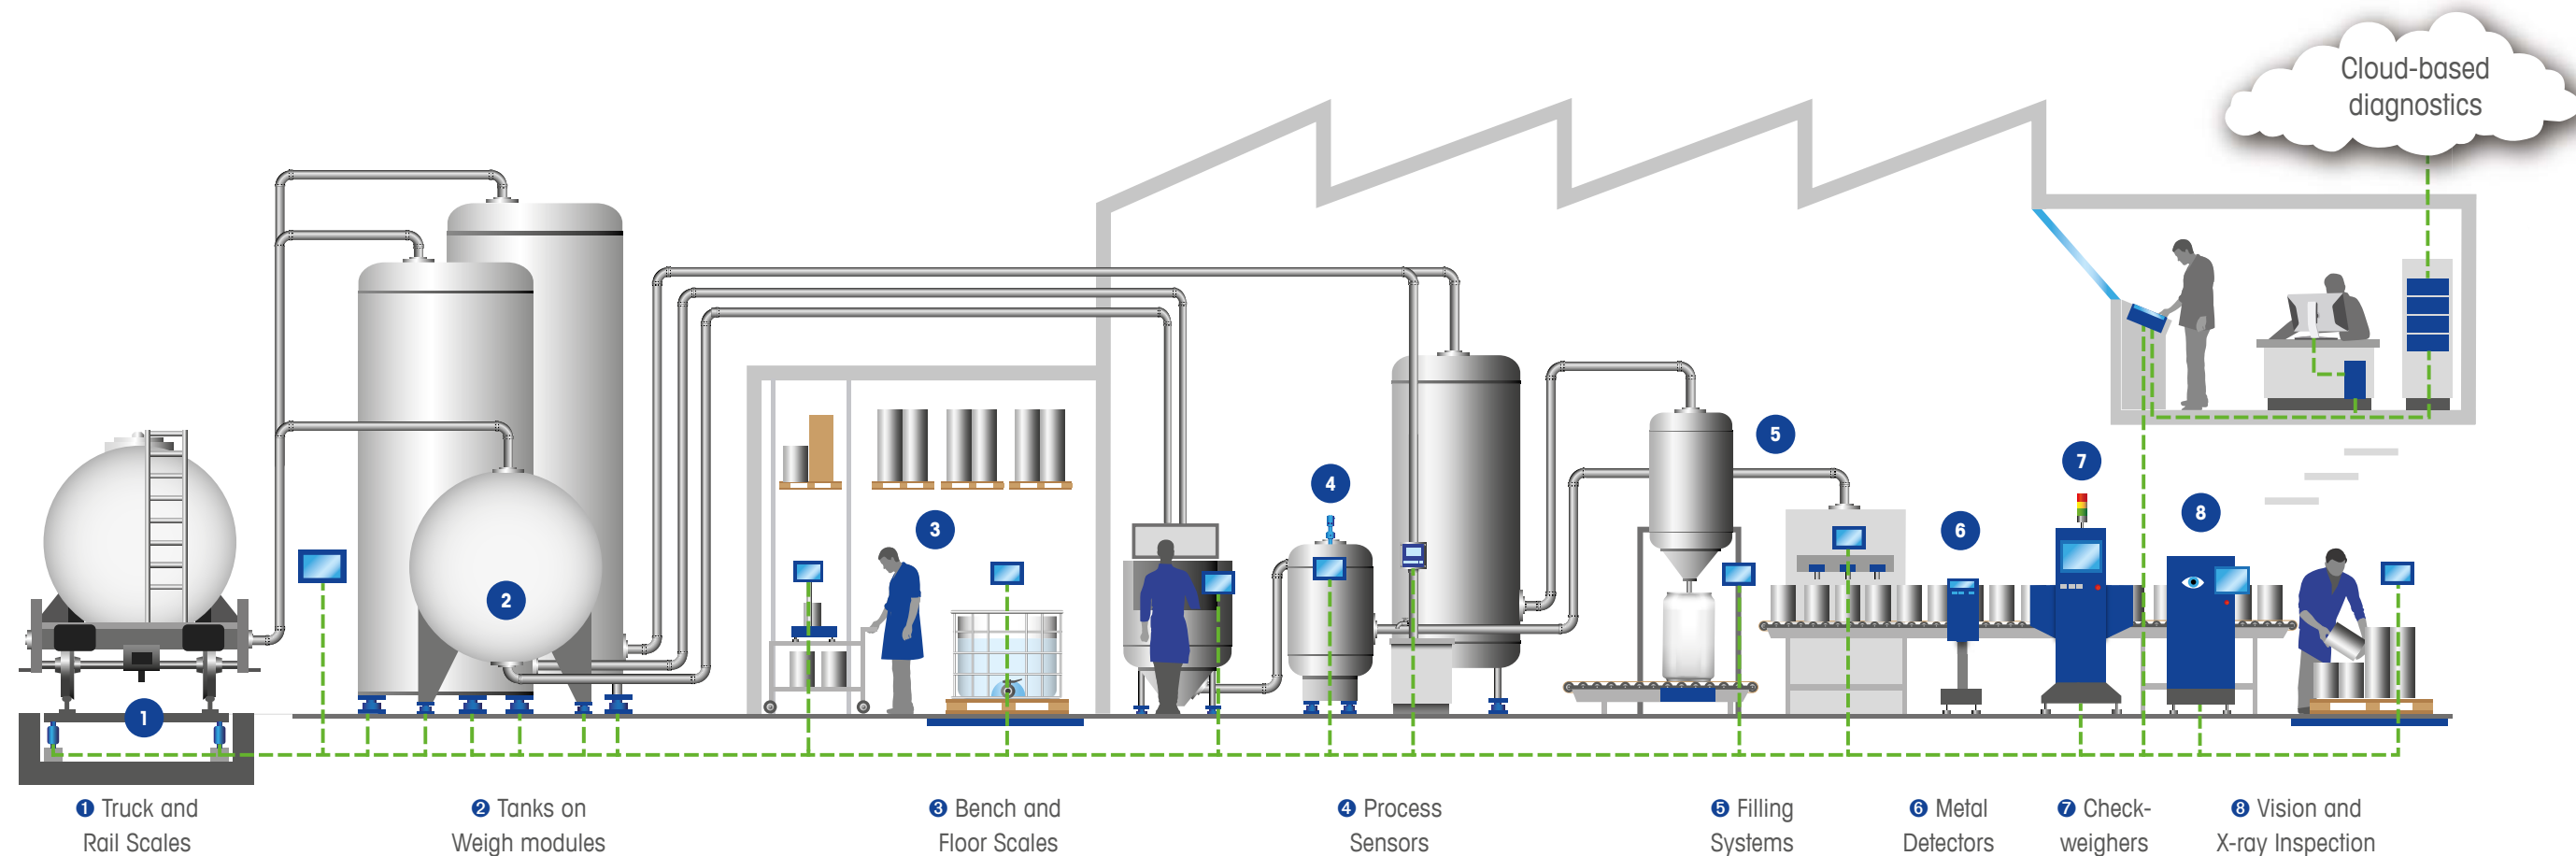 Cloud-based
diagnostics
5
7
4
8
3
6
2
1
❶ Truck and
Rail Scales
❷ Tanks on
Weigh modules
❸ Bench and
Floor Scales
❹ Process
Sensors
❺ Filling
Systems
❻ Metal
Detectors
❼ Check-
weighers
❽ Vision and
X-ray Inspection